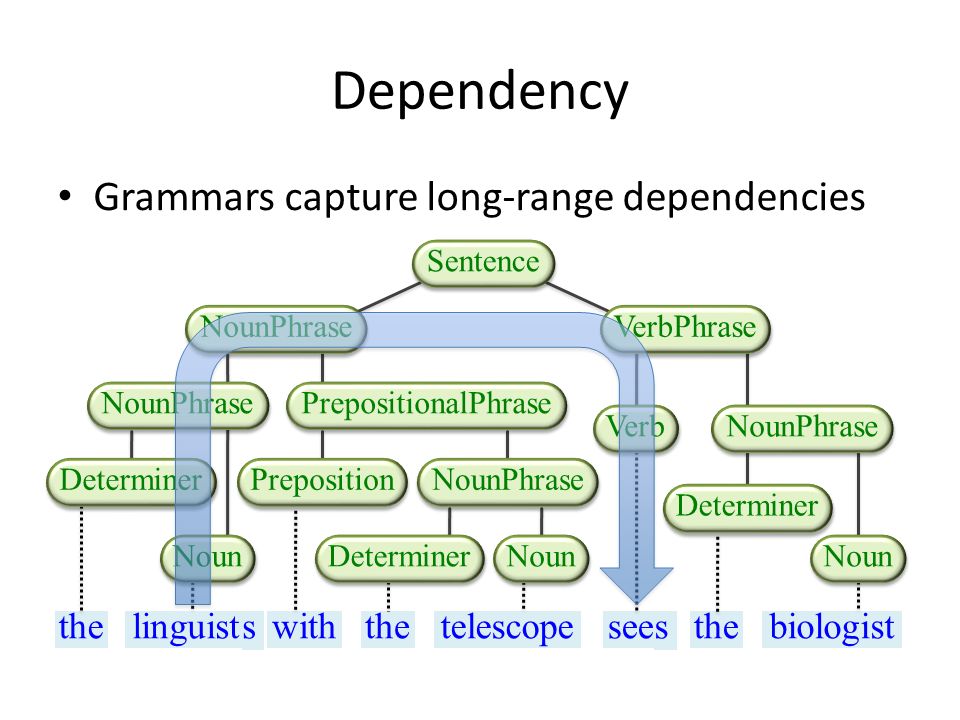 Dependency
• Grammars capture long-range dependencies
Sentence
NounPhrase VerbPhrase
NounPhrase PrepositionalPhrase
Verb NounPhrase
Determiner Preposition NounPhrase
Determiner
Noun Determiner Noun Noun
the linguists with the telescope sees the biologist